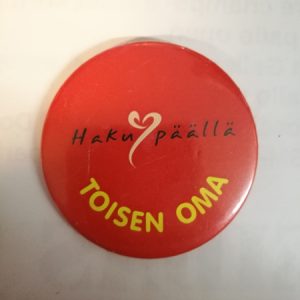 Haku päällä
TOISEN OMA